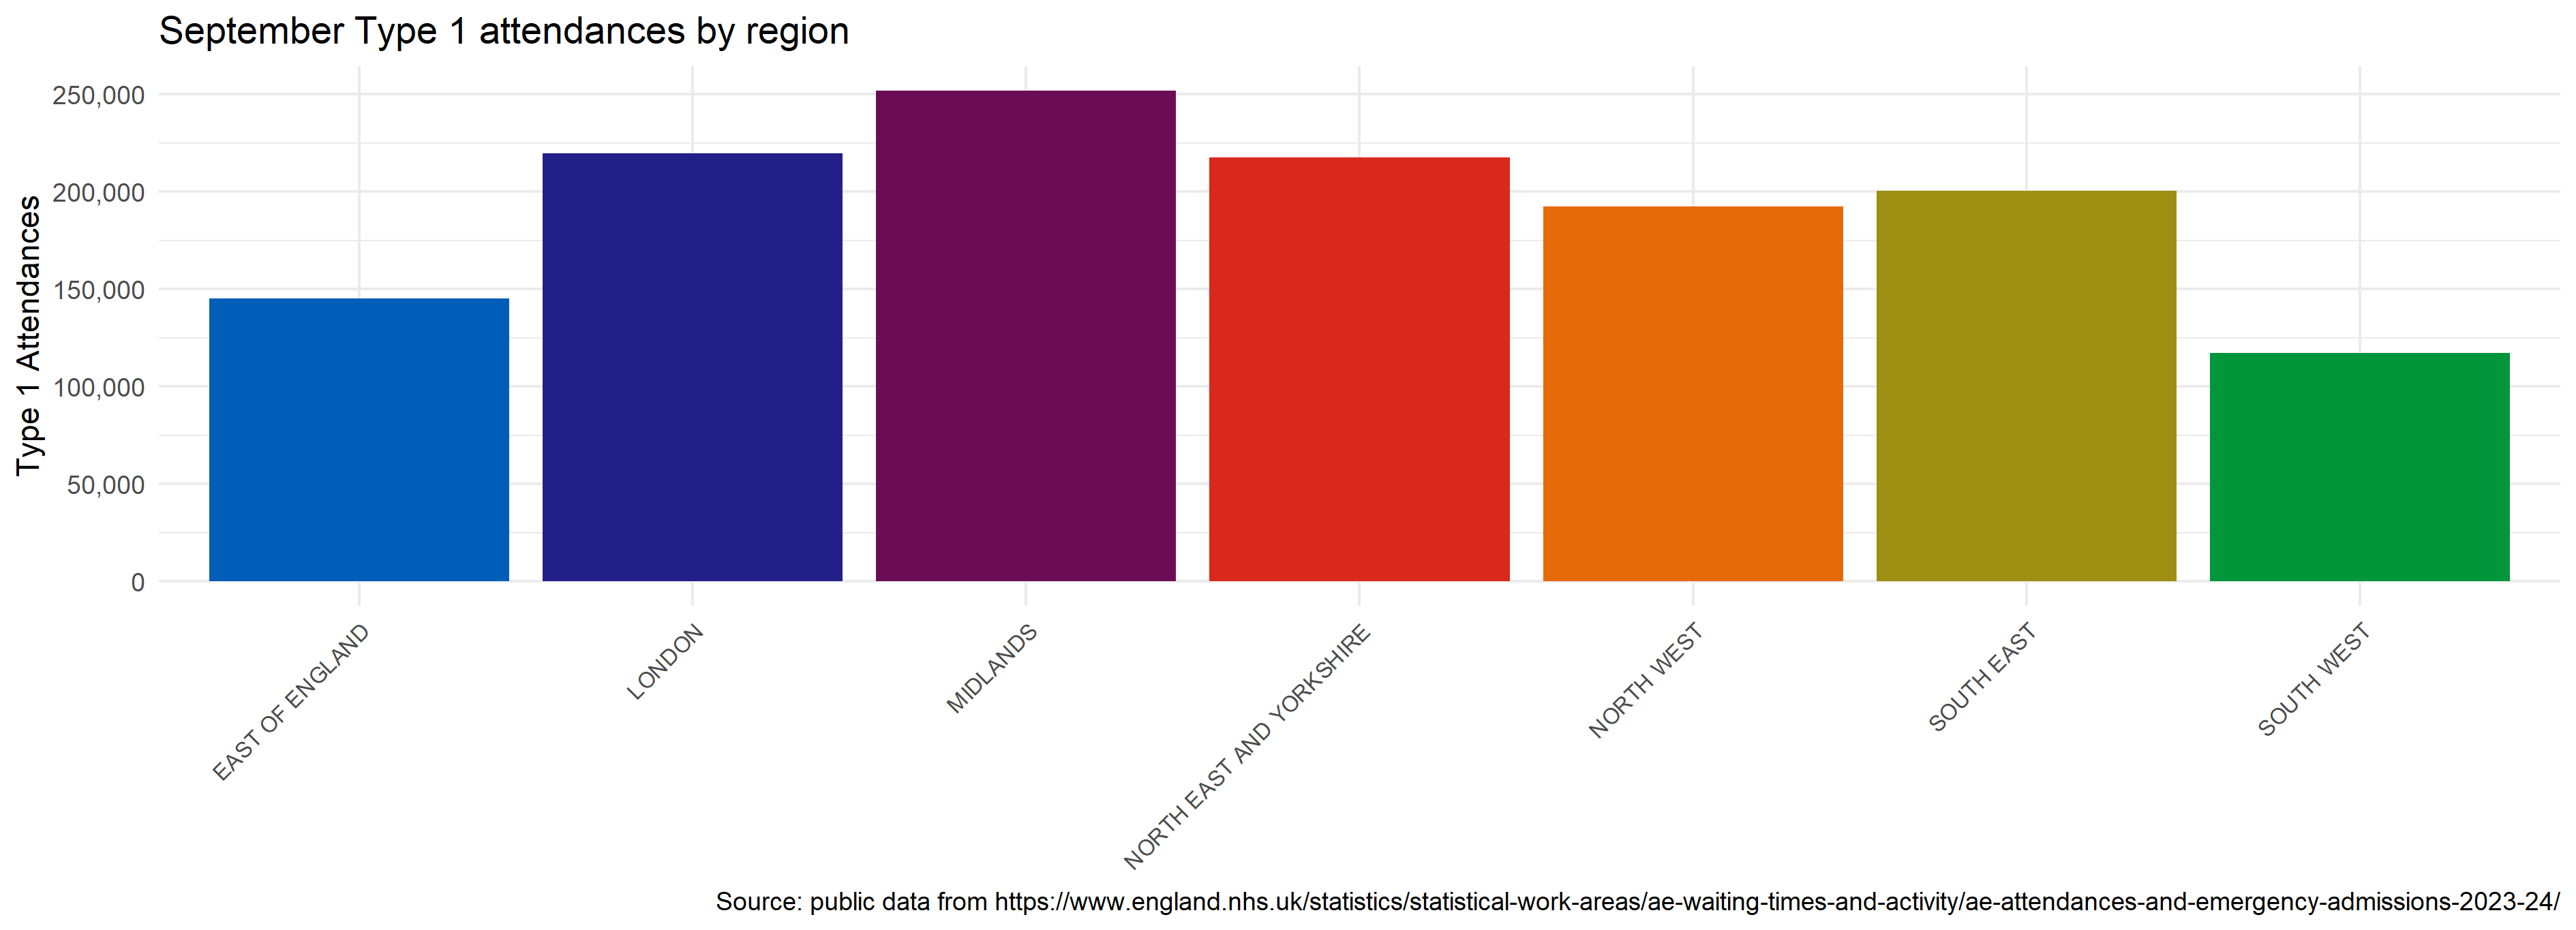 September Type 1 attendances by region
Type 1 Attendances
250,000
200,000
150,000
100,000
50,000
0
EAST OF ENGLAND
LONDON
MIDLANDS
NORTH EAST AND YORKSHIRE
NORTH WEST
SOUTH EAST
SOUTH WEST
Source: public data from https://www.england.nhs.uk/statistics/statistical-work-areas/ae-waiting-times-and-activity/ae-attendances-and-emergency-admissions-2023-24/